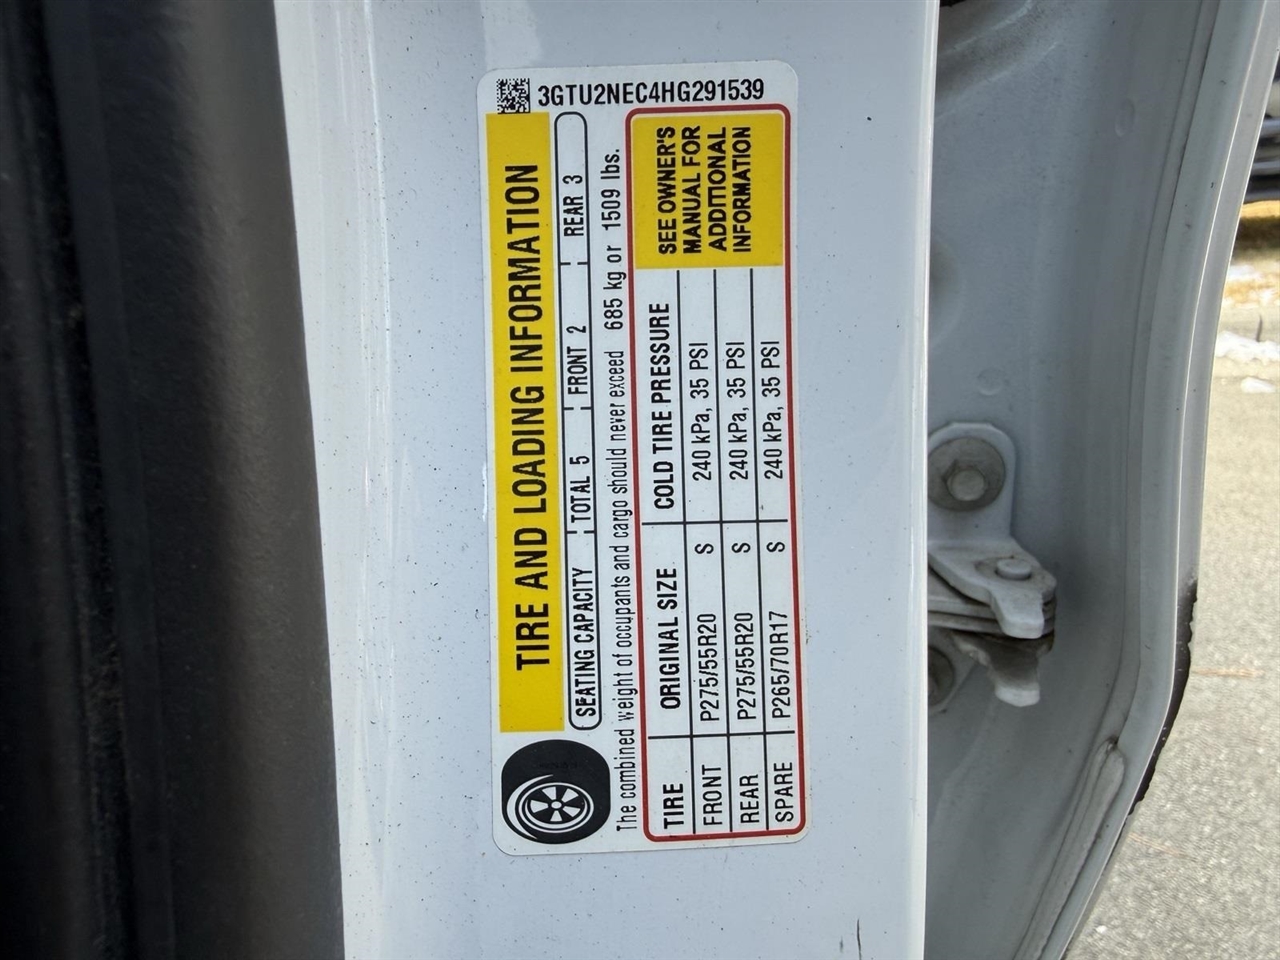 3GTU2NEC4HG291539
TIRE AND LOADING INFORMATION
SEATING CAPACITY TOTAL 5 FRONT 2 REAR 3
The combined weight of occupants and cargo should never exceed 685 kg or 1509 lbs.
TIRE ORIGINAL SIZE COLD TIRE PRESSURE
FRONT P275/55R20 S 240 kPa, 35 PSI
REAR P275/55R20 S 240 kPa, 35 PSI
SPARE P265/70R17 S 240 kPa, 35 PSI
SEE OWNER'S
MANUAL FOR
ADDITIONAL
INFORMATION